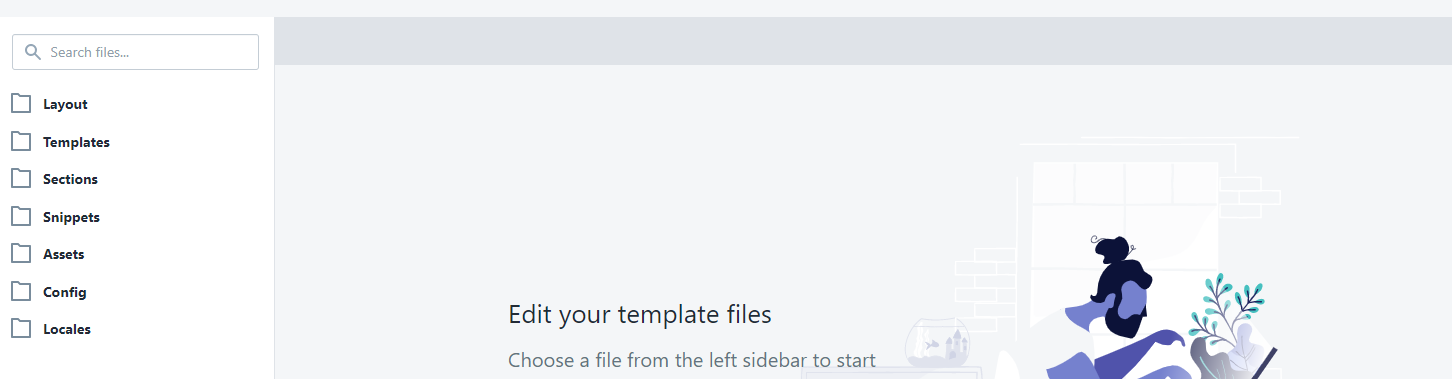 Search files...
Layout
Templates
Sections
Snippets
Assets
Config
Locales
Edit your template files
Choose a file from the left sidebar to start